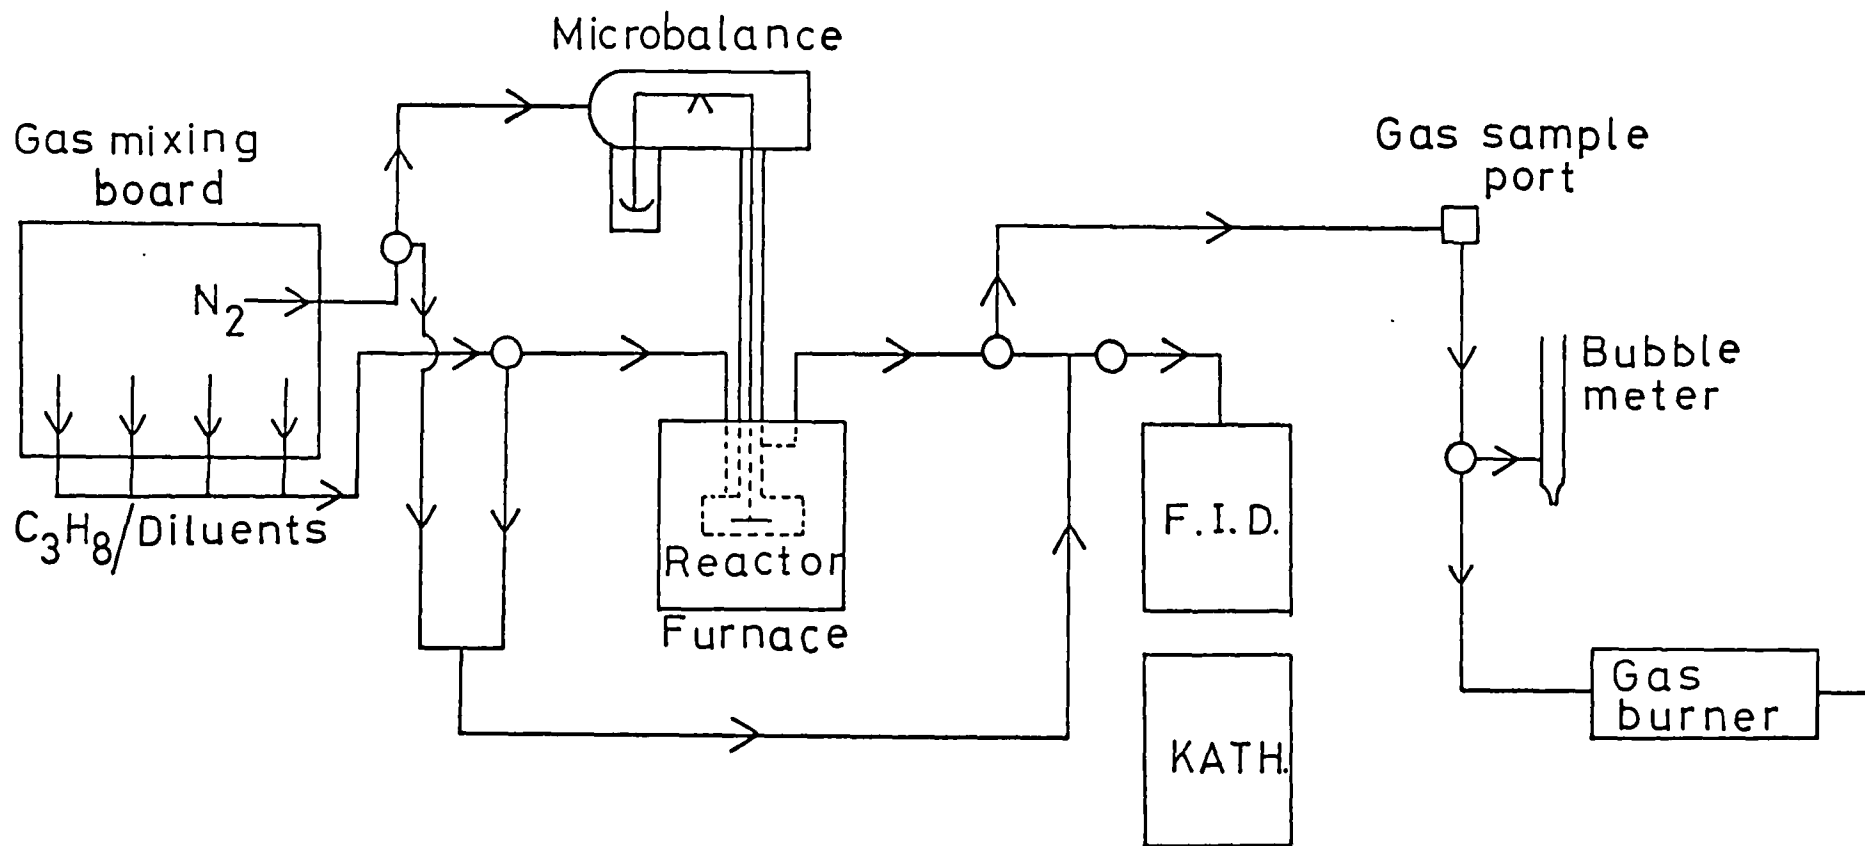 Microbalance
Gas mixing
board
Gas sample
port
N₂
Bubble
meter
C₃H₈/Diluents
F.I.D.
Reactor
Furnace
Gas
burner
KATH.